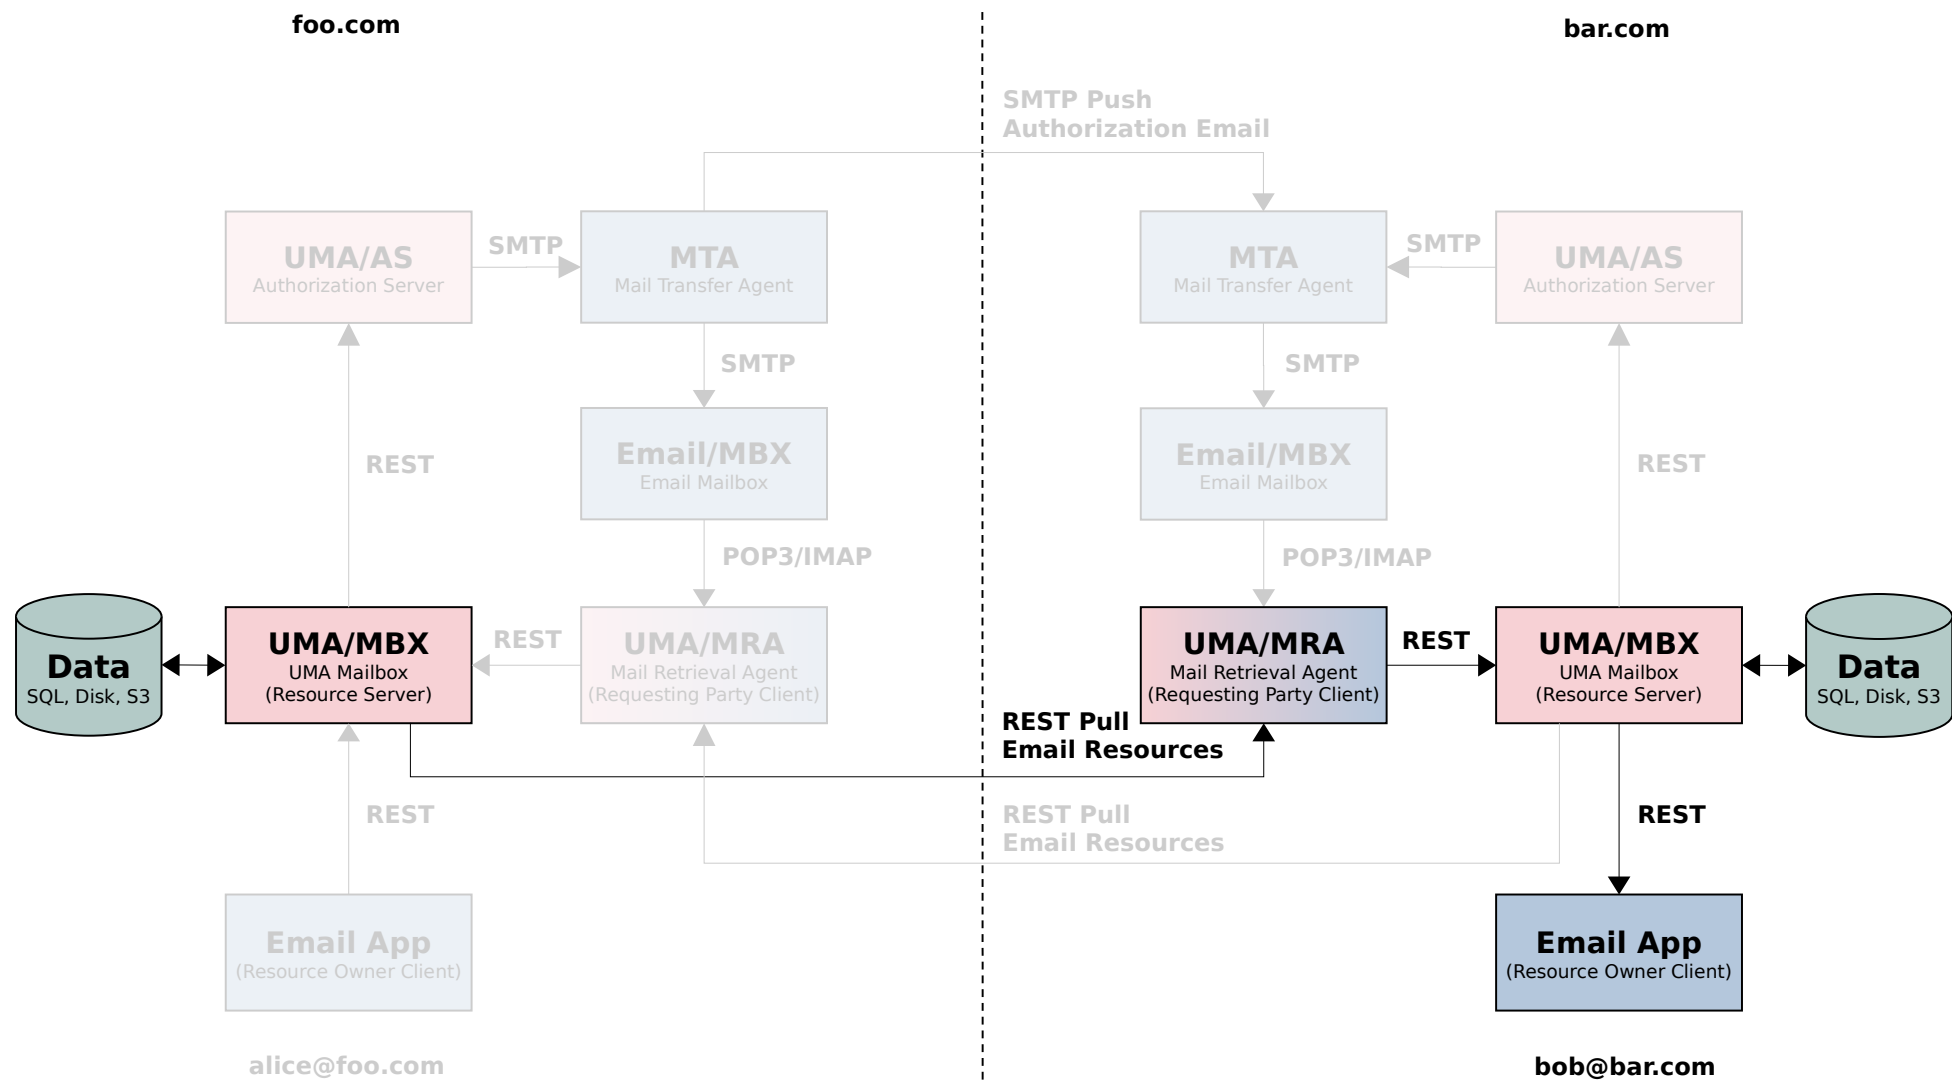 foo.com
bar.com
SMTP Push
Authorization Email
UMA/AS
Authorization Server
SMTP
MTA
Mail Transfer Agent
MTA
Mail Transfer Agent
SMTP
UMA/AS
Authorization Server
SMTP
SMTP
REST
Email/MBX
Email Mailbox
Email/MBX
Email Mailbox
REST
POP3/IMAP
POP3/IMAP
Data
SQL, Disk, S3
UMA/MBX
UMA Mailbox
(Resource Server)
REST
UMA/MRA
Mail Retrieval Agent
(Requesting Party Client)
UMA/MRA
Mail Retrieval Agent
(Requesting Party Client)
REST
UMA/MBX
UMA Mailbox
(Resource Server)
Data
SQL, Disk, S3
REST Pull
Email Resources
REST
REST Pull
Email Resources
REST
Email App
(Resource Owner Client)
Email App
(Resource Owner Client)
alice@foo.com
bob@bar.com